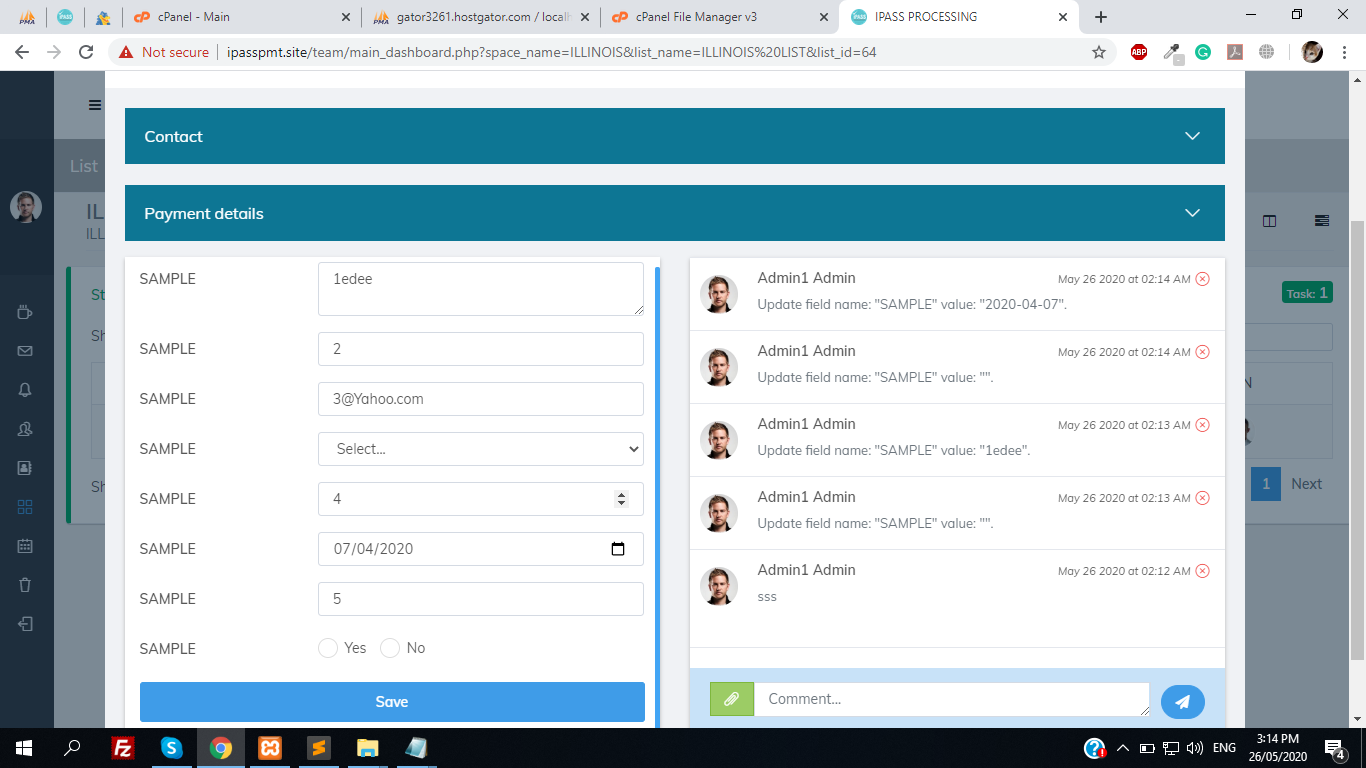 PMA
iPASS
cPanel - Main
gator3261.hostgator.com / localh
cPanel File Manager v3
IPASS PROCESSING
Not secure
ipasspmt.site/team/main_dashboard.php?space_name=ILLINOIS&list_name=ILLINOIS%20LIST&list_id=64
ABP
Contact
List
Payment details
IL
ILL
SAMPLE 1edee
Admin1 Admin May 26 2020 at 02:14 AM
Update field name: "SAMPLE" value: "2020-04-07".
St
Task: 1
Sh
SAMPLE 2
Admin1 Admin May 26 2020 at 02:14 AM
Update field name: "SAMPLE" value: "".
N
SAMPLE 3@Yahoo.com
Admin1 Admin May 26 2020 at 02:13 AM
Update field name: "SAMPLE" value: "1edee".
SAMPLE Select...
Sh
1 Next
SAMPLE 4
Admin1 Admin May 26 2020 at 02:13 AM
Update field name: "SAMPLE" value: "".
SAMPLE 07/04/2020
Admin1 Admin May 26 2020 at 02:12 AM
sss
SAMPLE 5
SAMPLE Yes No
Save
Comment...
ENG
3:14 PM
26/05/2020
4